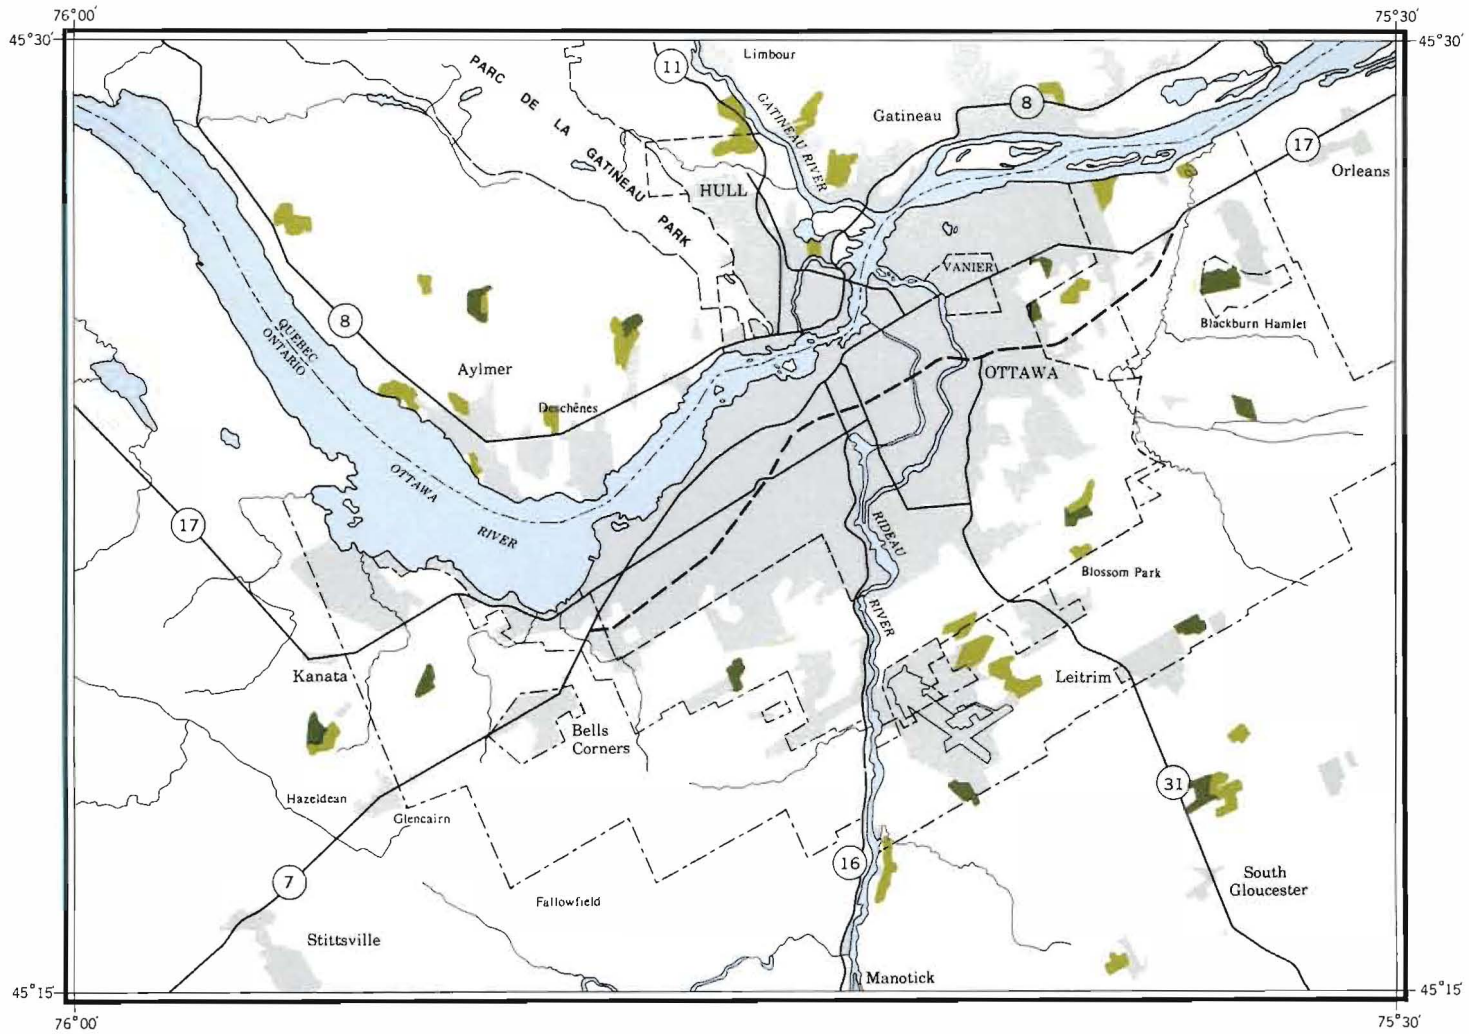 76°00′
75°30′
45°30′
45°30′
Limbour
11
PARC DE LA GATINEAU PARK
GATINEAU RIVER
Gatineau
8
17
Orleans
HULL
VANIER
8
QUEBEC
ONTARIO
Blackburn Hamlet
Aylmer
OTTAWA
Deschênes
OTTAWA RIVER
17
RIDEAU RIVER
Blossom Park
Kanata
Leitrim
Bells
Corners
31
Hazeldean
Glencairn
16
7
South
Gloucester
Fallowfield
Stittsville
Manotick
45°15′
45°15′
76°00′
75°30′